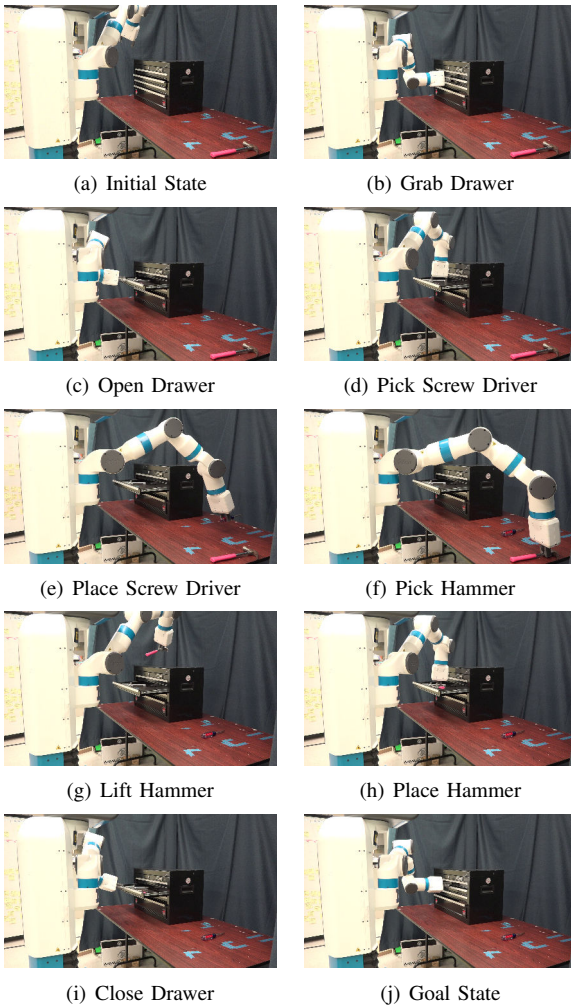 (a) Initial State
(b) Grab Drawer
(c) Open Drawer
(d) Pick Screw Driver
(e) Place Screw Driver
(f) Pick Hammer
(g) Lift Hammer
(h) Place Hammer
(i) Close Drawer
(j) Goal State